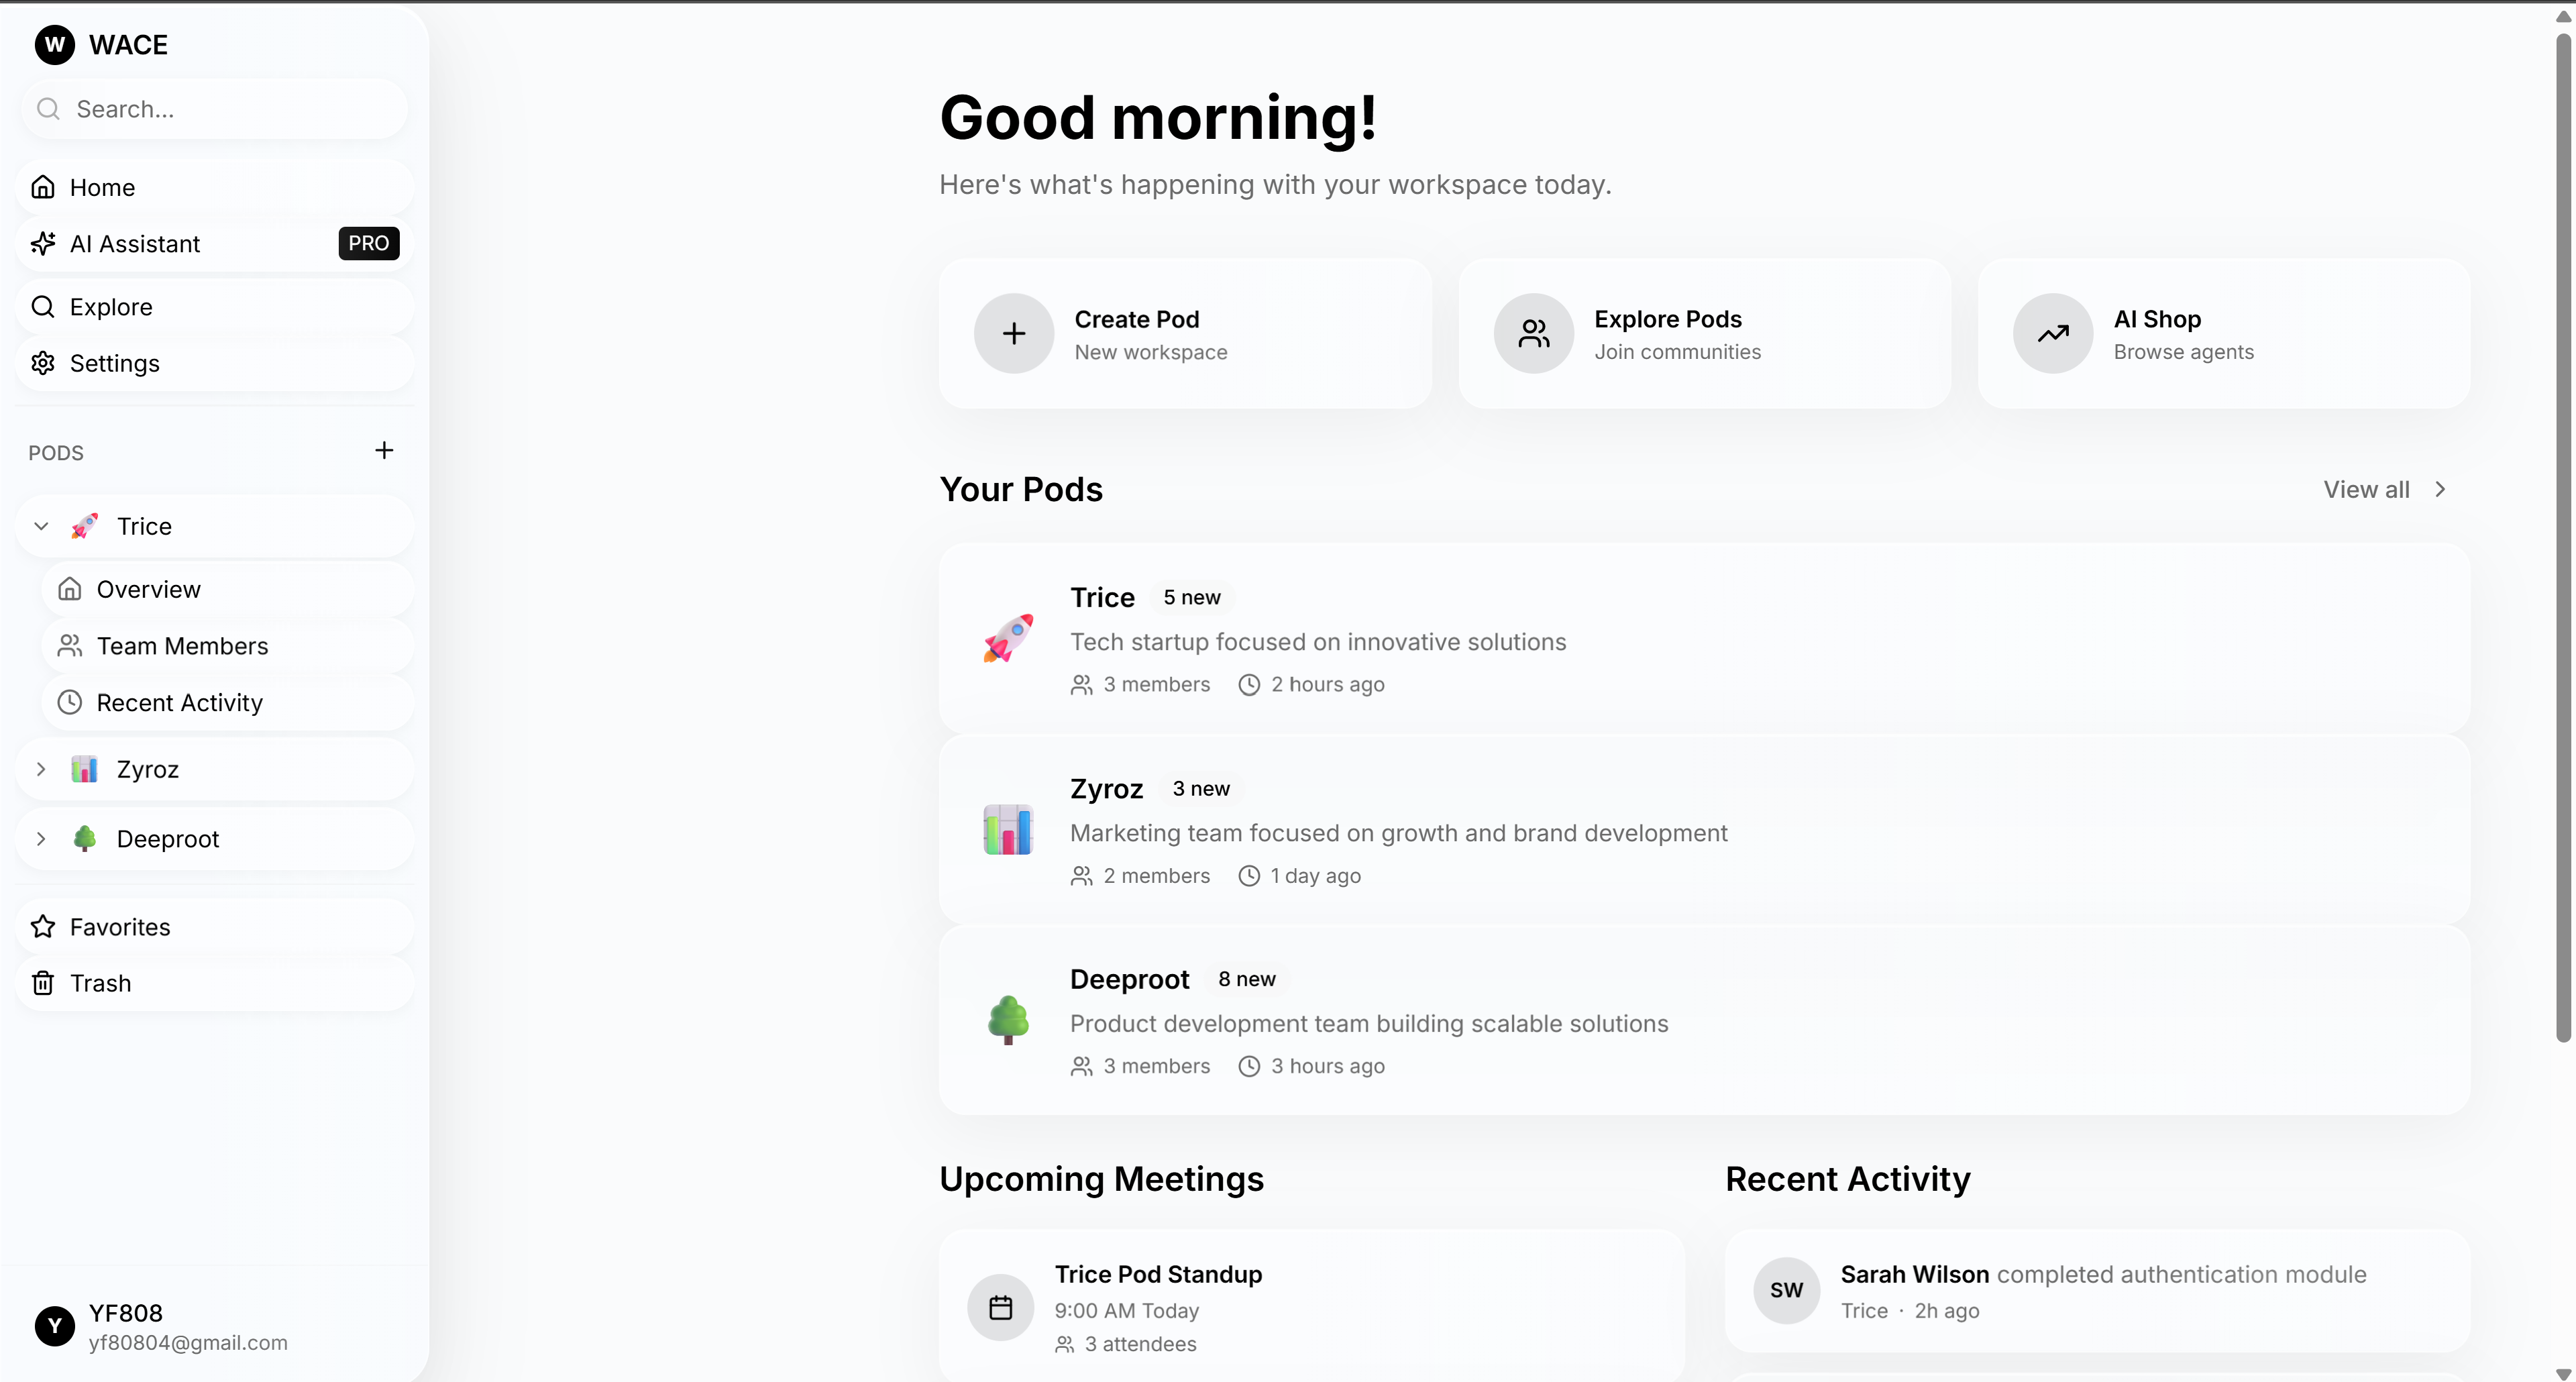 W WACE
Search...
Home
AI Assistant PRO
Explore
Settings
PODS
Trice
Overview
Team Members
Recent Activity
Zyroz
Deeproot
Favorites
Trash
Y YF808
yf80804@gmail.com
Good morning!
Here's what's happening with your workspace today.
Create Pod
New workspace
Explore Pods
Join communities
AI Shop
Browse agents
Your Pods
View all
Trice 5 new
Tech startup focused on innovative solutions
3 members 2 hours ago
Zyroz 3 new
Marketing team focused on growth and brand development
2 members 1 day ago
Deeproot 8 new
Product development team building scalable solutions
3 members 3 hours ago
Upcoming Meetings
Trice Pod Standup
9:00 AM Today
3 attendees
Recent Activity
SW
Sarah Wilson completed authentication module
Trice · 2h ago